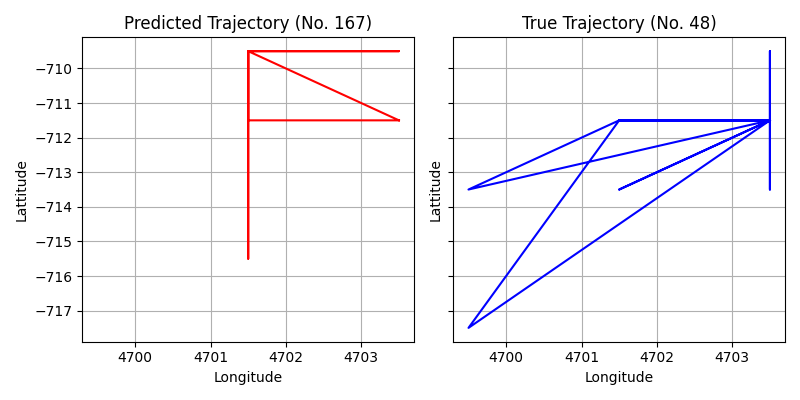 Predicted Trajectory (No. 167)
True Trajectory (No. 48)
Lattitude
−710
−711
−712
−713
−714
−715
−716
−717
4700
4701
4702
4703
Longitude
Lattitude
4700
4701
4702
4703
Longitude